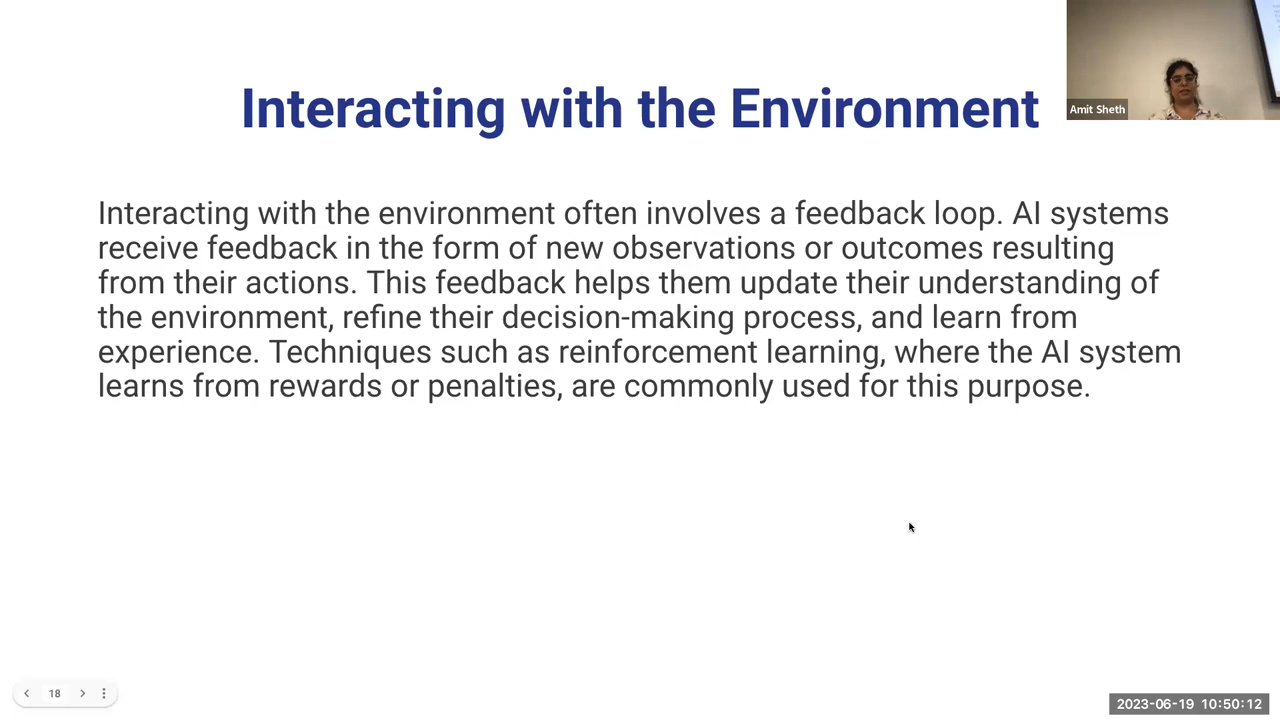 Interacting with the Environment
Amit Sheth
Interacting with the environment often involves a feedback loop. AI systems
receive feedback in the form of new observations or outcomes resulting
from their actions. This feedback helps them update their understanding of
the environment, refine their decision-making process, and learn from
experience. Techniques such as reinforcement learning, where the AI system
learns from rewards or penalties, are commonly used for this purpose.
18
2023-06-19 10:50:12